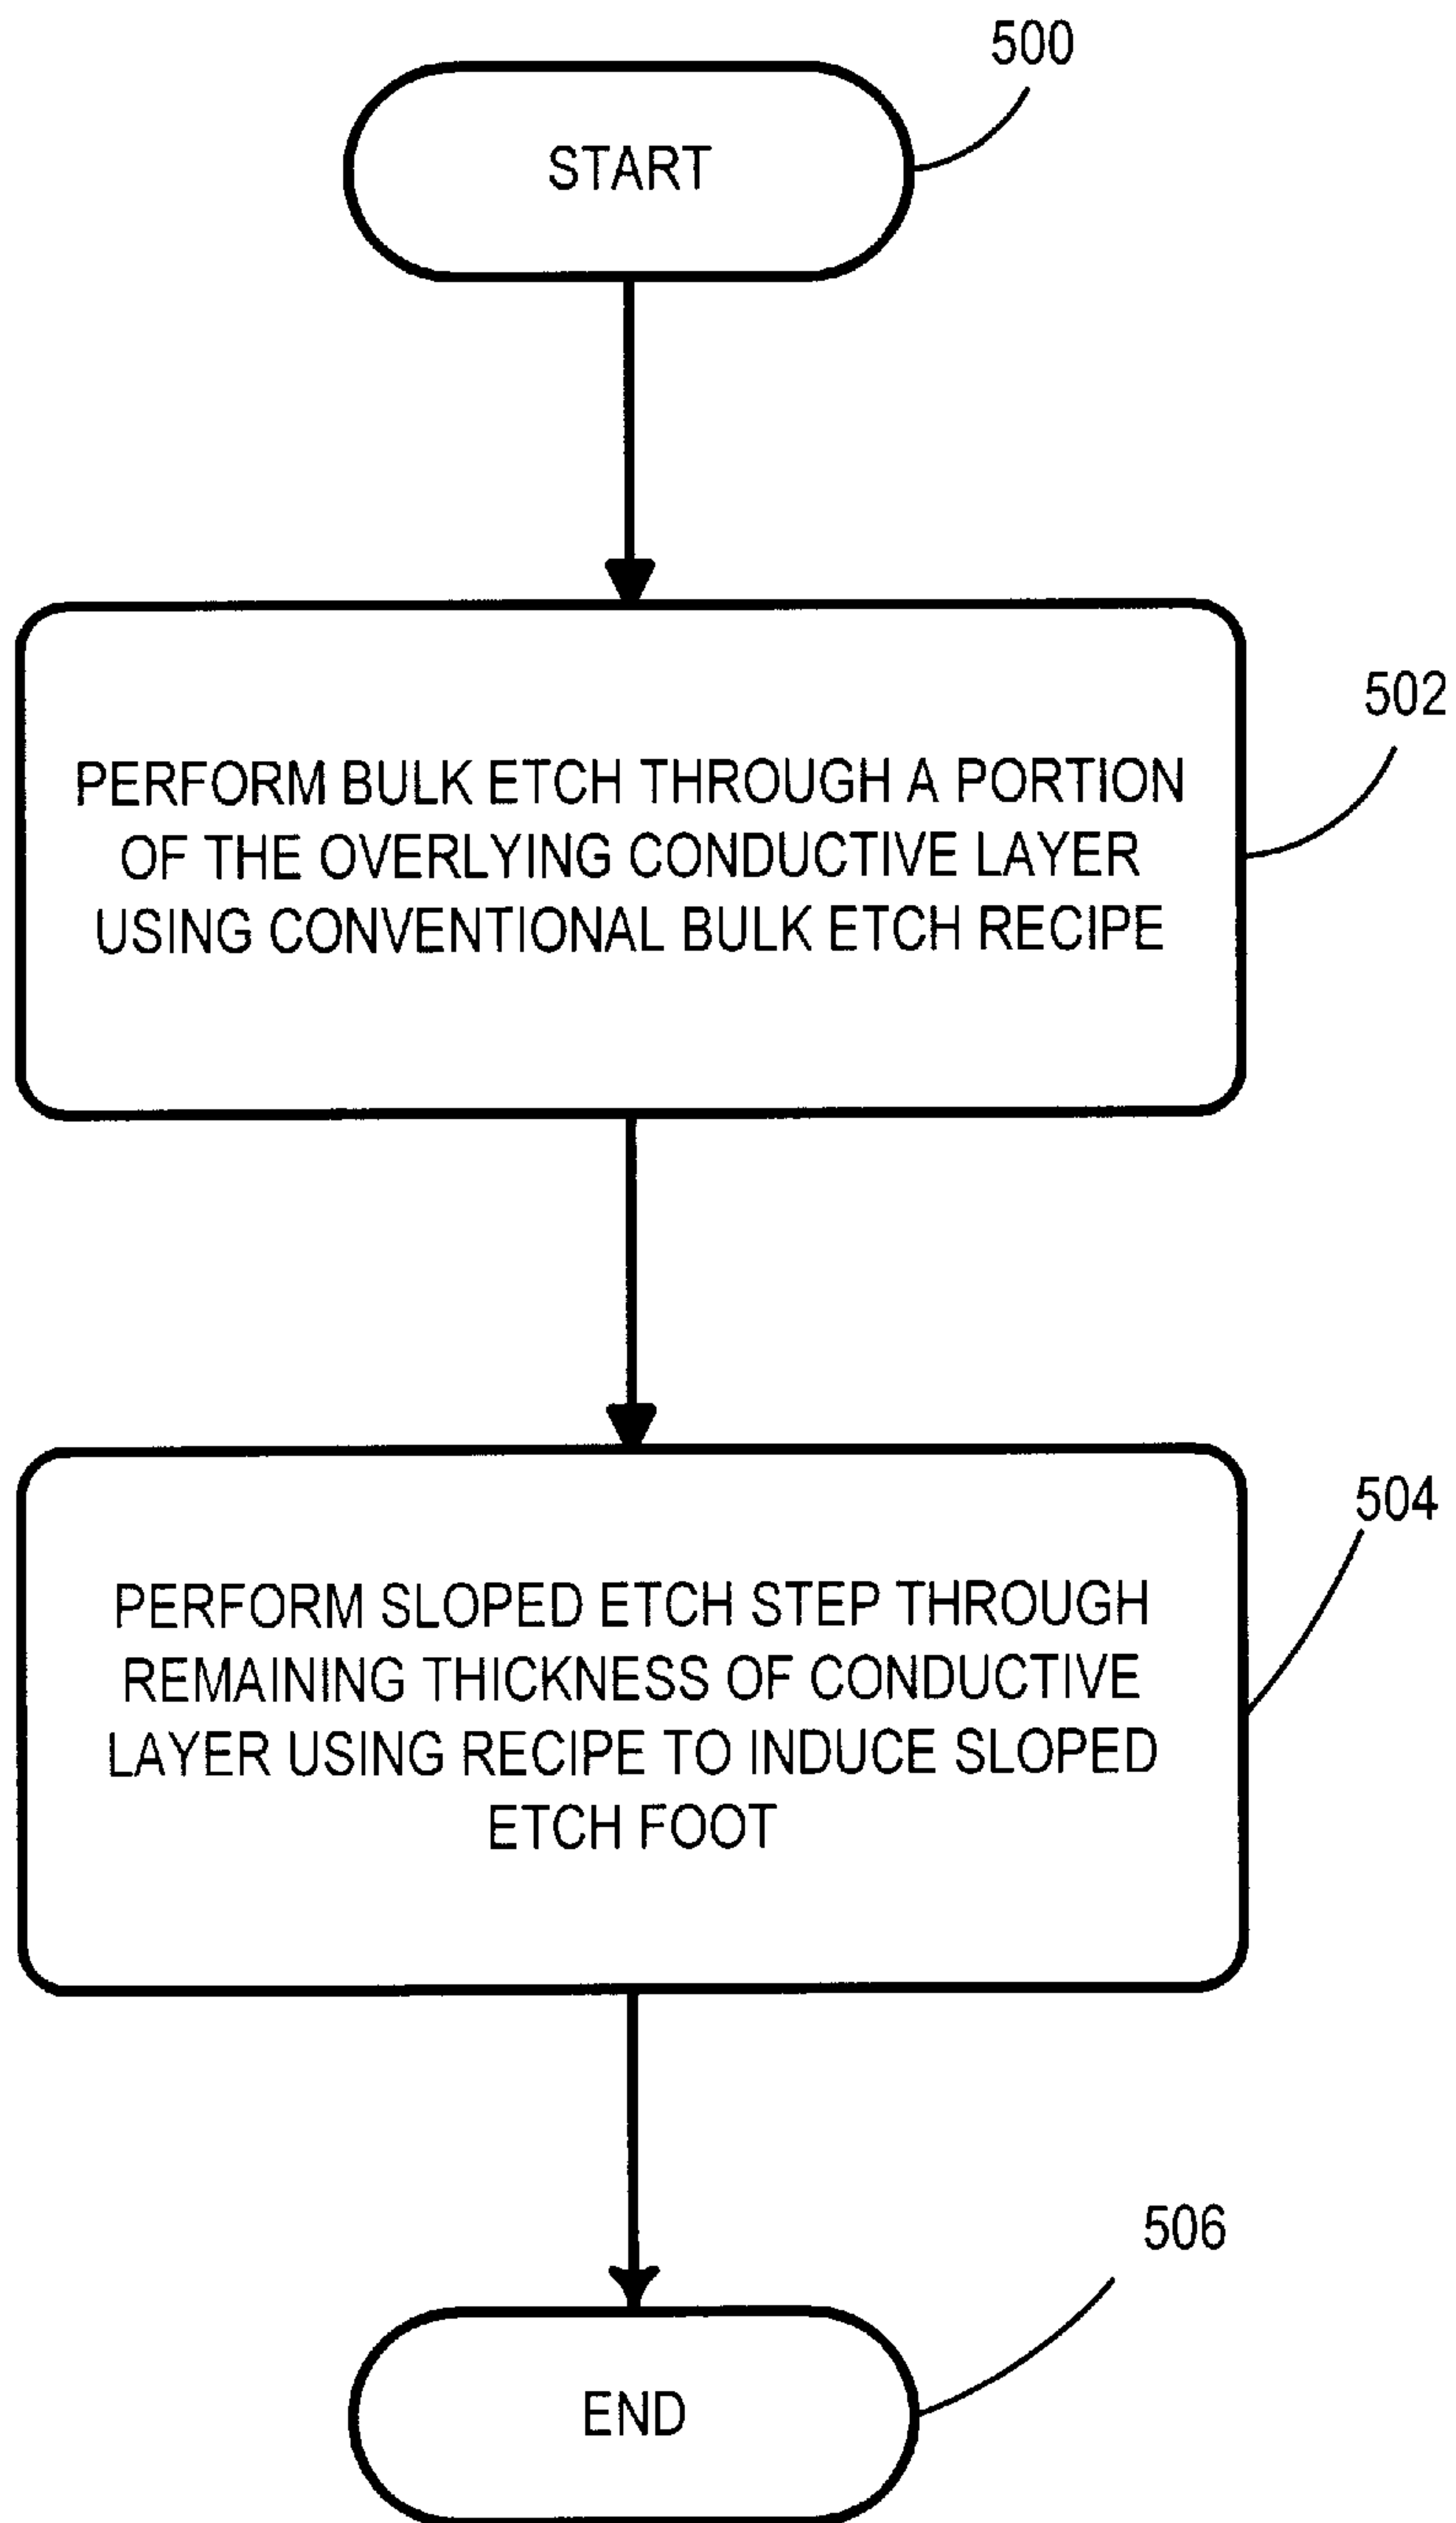 500
START
502
PERFORM BULK ETCH THROUGH A PORTION
OF THE OVERLYING CONDUCTIVE LAYER
USING CONVENTIONAL BULK ETCH RECIPE
504
PERFORM SLOPED ETCH STEP THROUGH
REMAINING THICKNESS OF CONDUCTIVE
LAYER USING RECIPE TO INDUCE SLOPED
ETCH FOOT
506
END